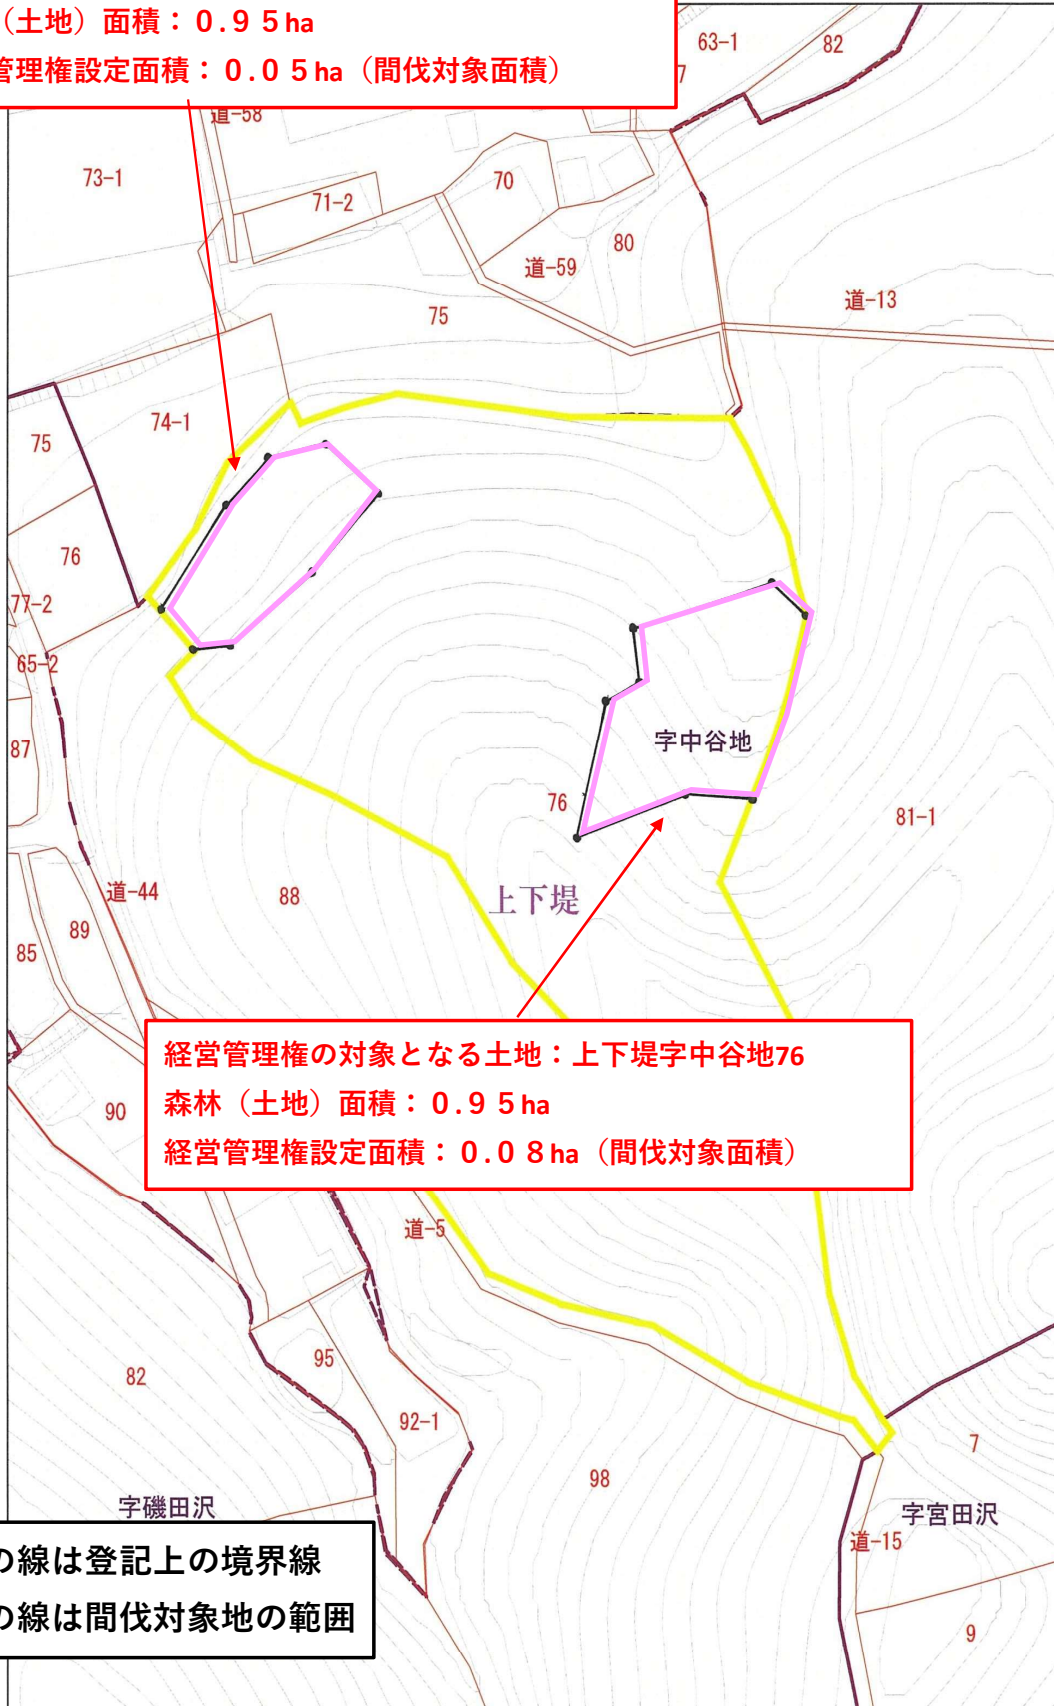 （土地）面積：０.９５ha
管理権設定面積：０.０５ha（間伐対象面積）
63-1
82
7
道-58
73-1
71-2
70
80
道-59
道-13
75
74-1
75
76
77-2
65-2
87
字中谷地
76
81-1
道-44
88
上下堤
89
85
経営管理権の対象となる土地：上下堤字中谷地76
森林（土地）面積：０.９５ha
経営管理権設定面積：０.０８ha（間伐対象面積）
90
道-5
95
82
92-1
7
98
字磯田沢
字宮田沢
道-15
の線は登記上の境界線
の線は間伐対象地の範囲
9